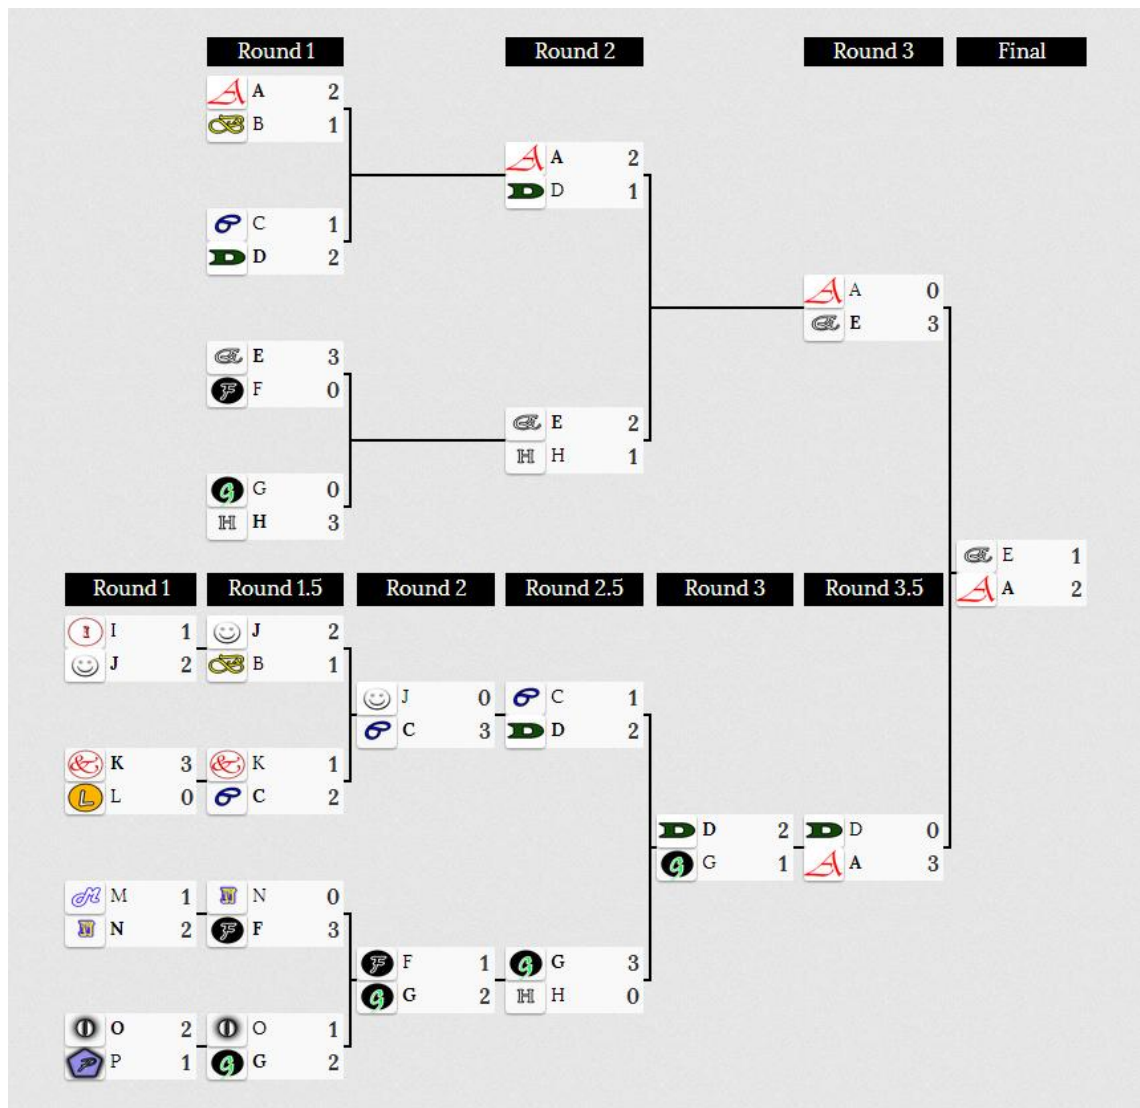 Round 1 Round 2 Round 3 Final
A A 2
B B 1
A A 2
D D 1
C 1
D D 2
A A 0
E E 3
E E 3
F F 0
E E 2
H H 1
G G 0
H H 3
E E 1
A A 2
Round 1 Round 1.5 Round 2 Round 2.5 Round 3 Round 3.5
I I 1 J 2
J 2 B B 1
J 0 C 1
C 3 D D 2
K 3 K 1
L L 0 C 2
D D 2 D D 0
G G 1 A A 3
M M 1 N N 0
N N 2 F F 3
F F 1 G G 3
G G 2 H H 0
O O 2 O O 1
P P 1 G G 2